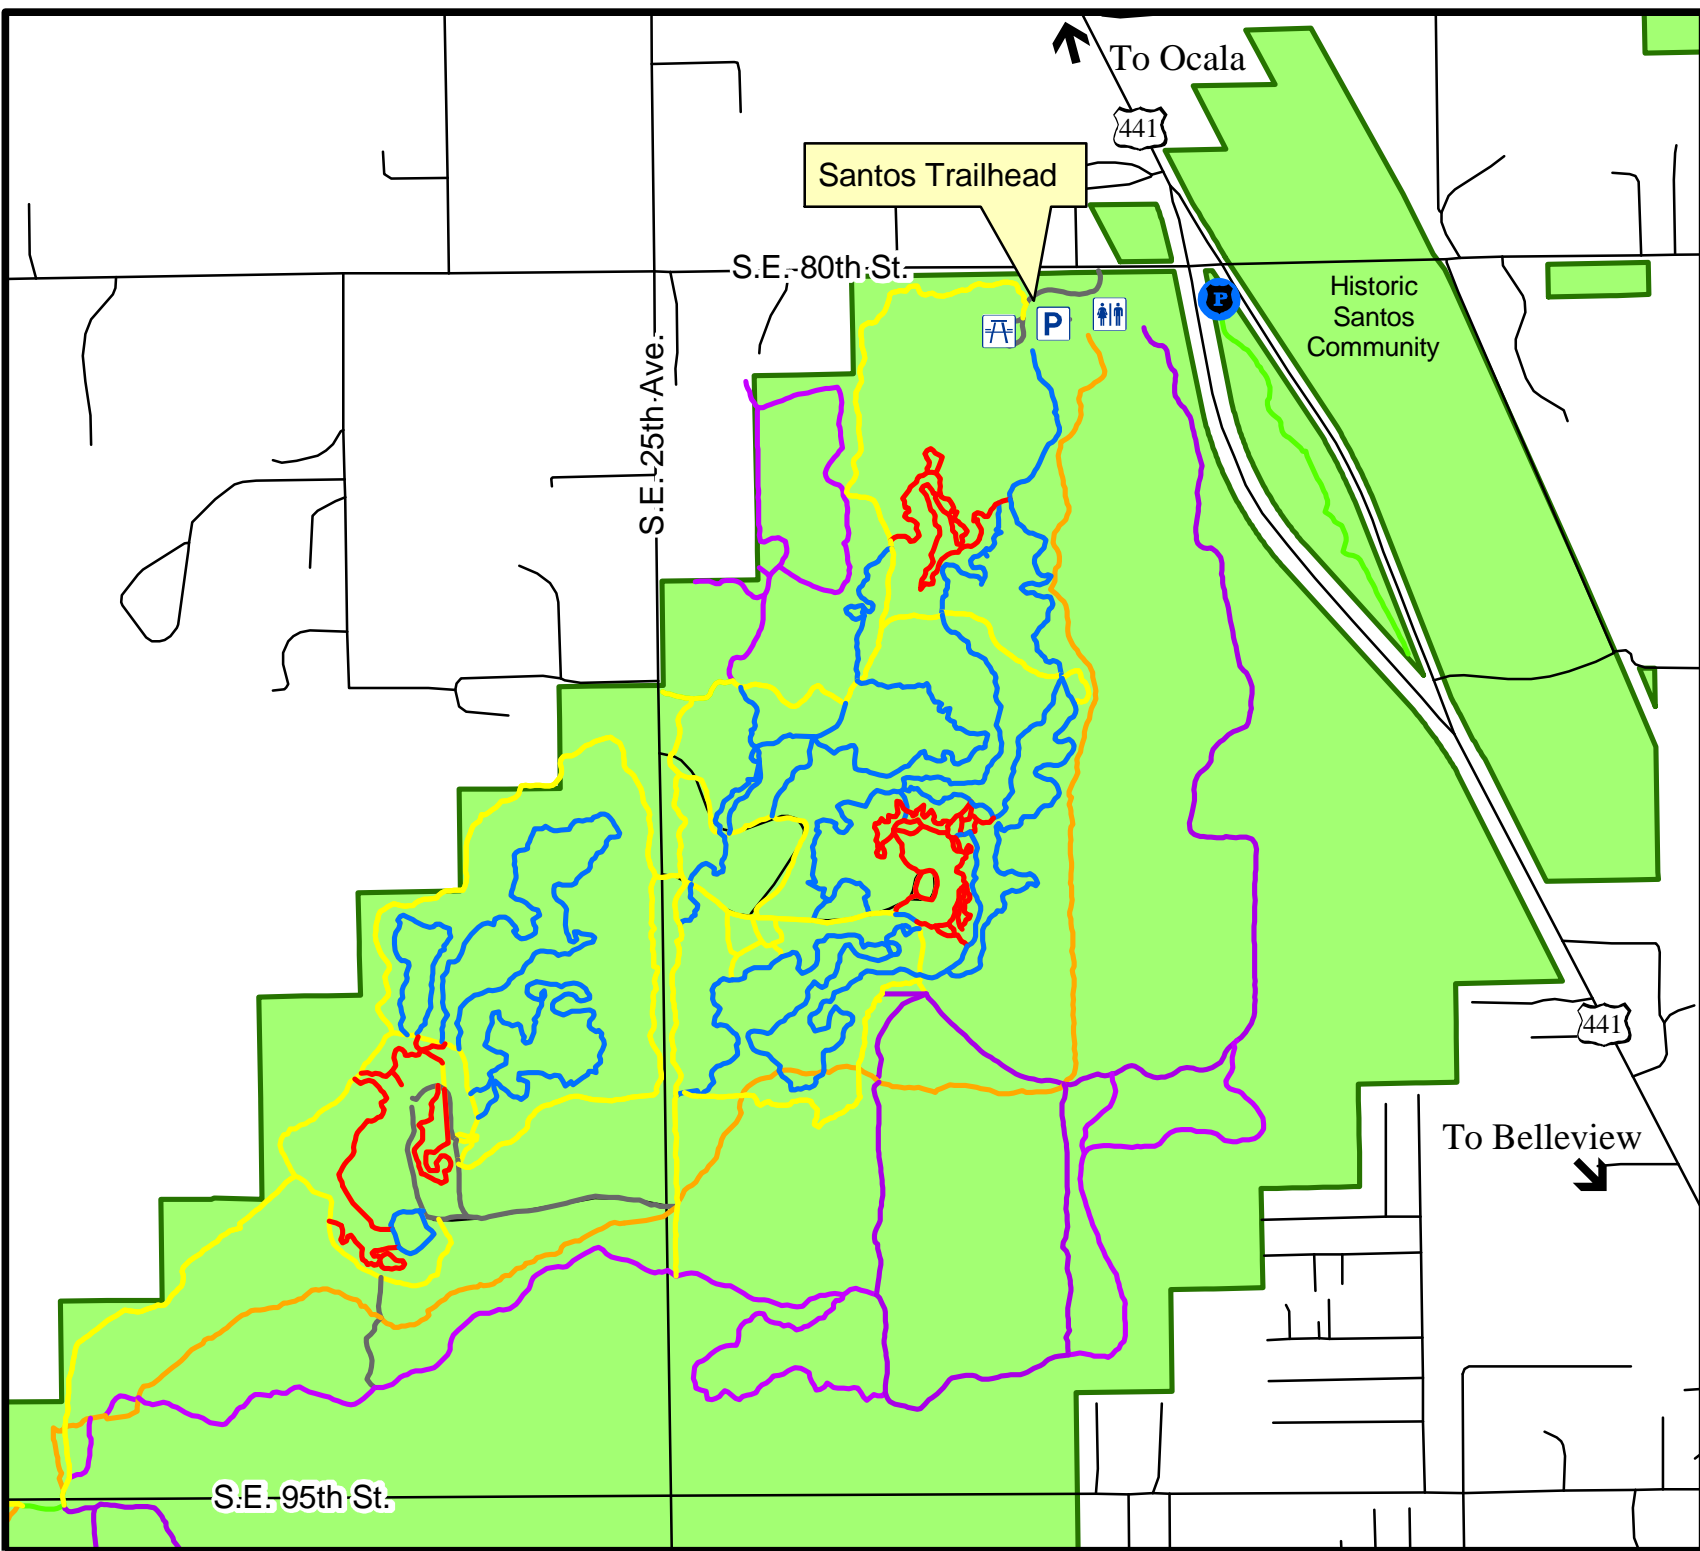 To Ocala
441
Santos Trailhead
S.E. 80th St.
P
P
Historic
Santos
Community
S.E. 25th Ave.
441
To Belleview
S.E. 95th St.